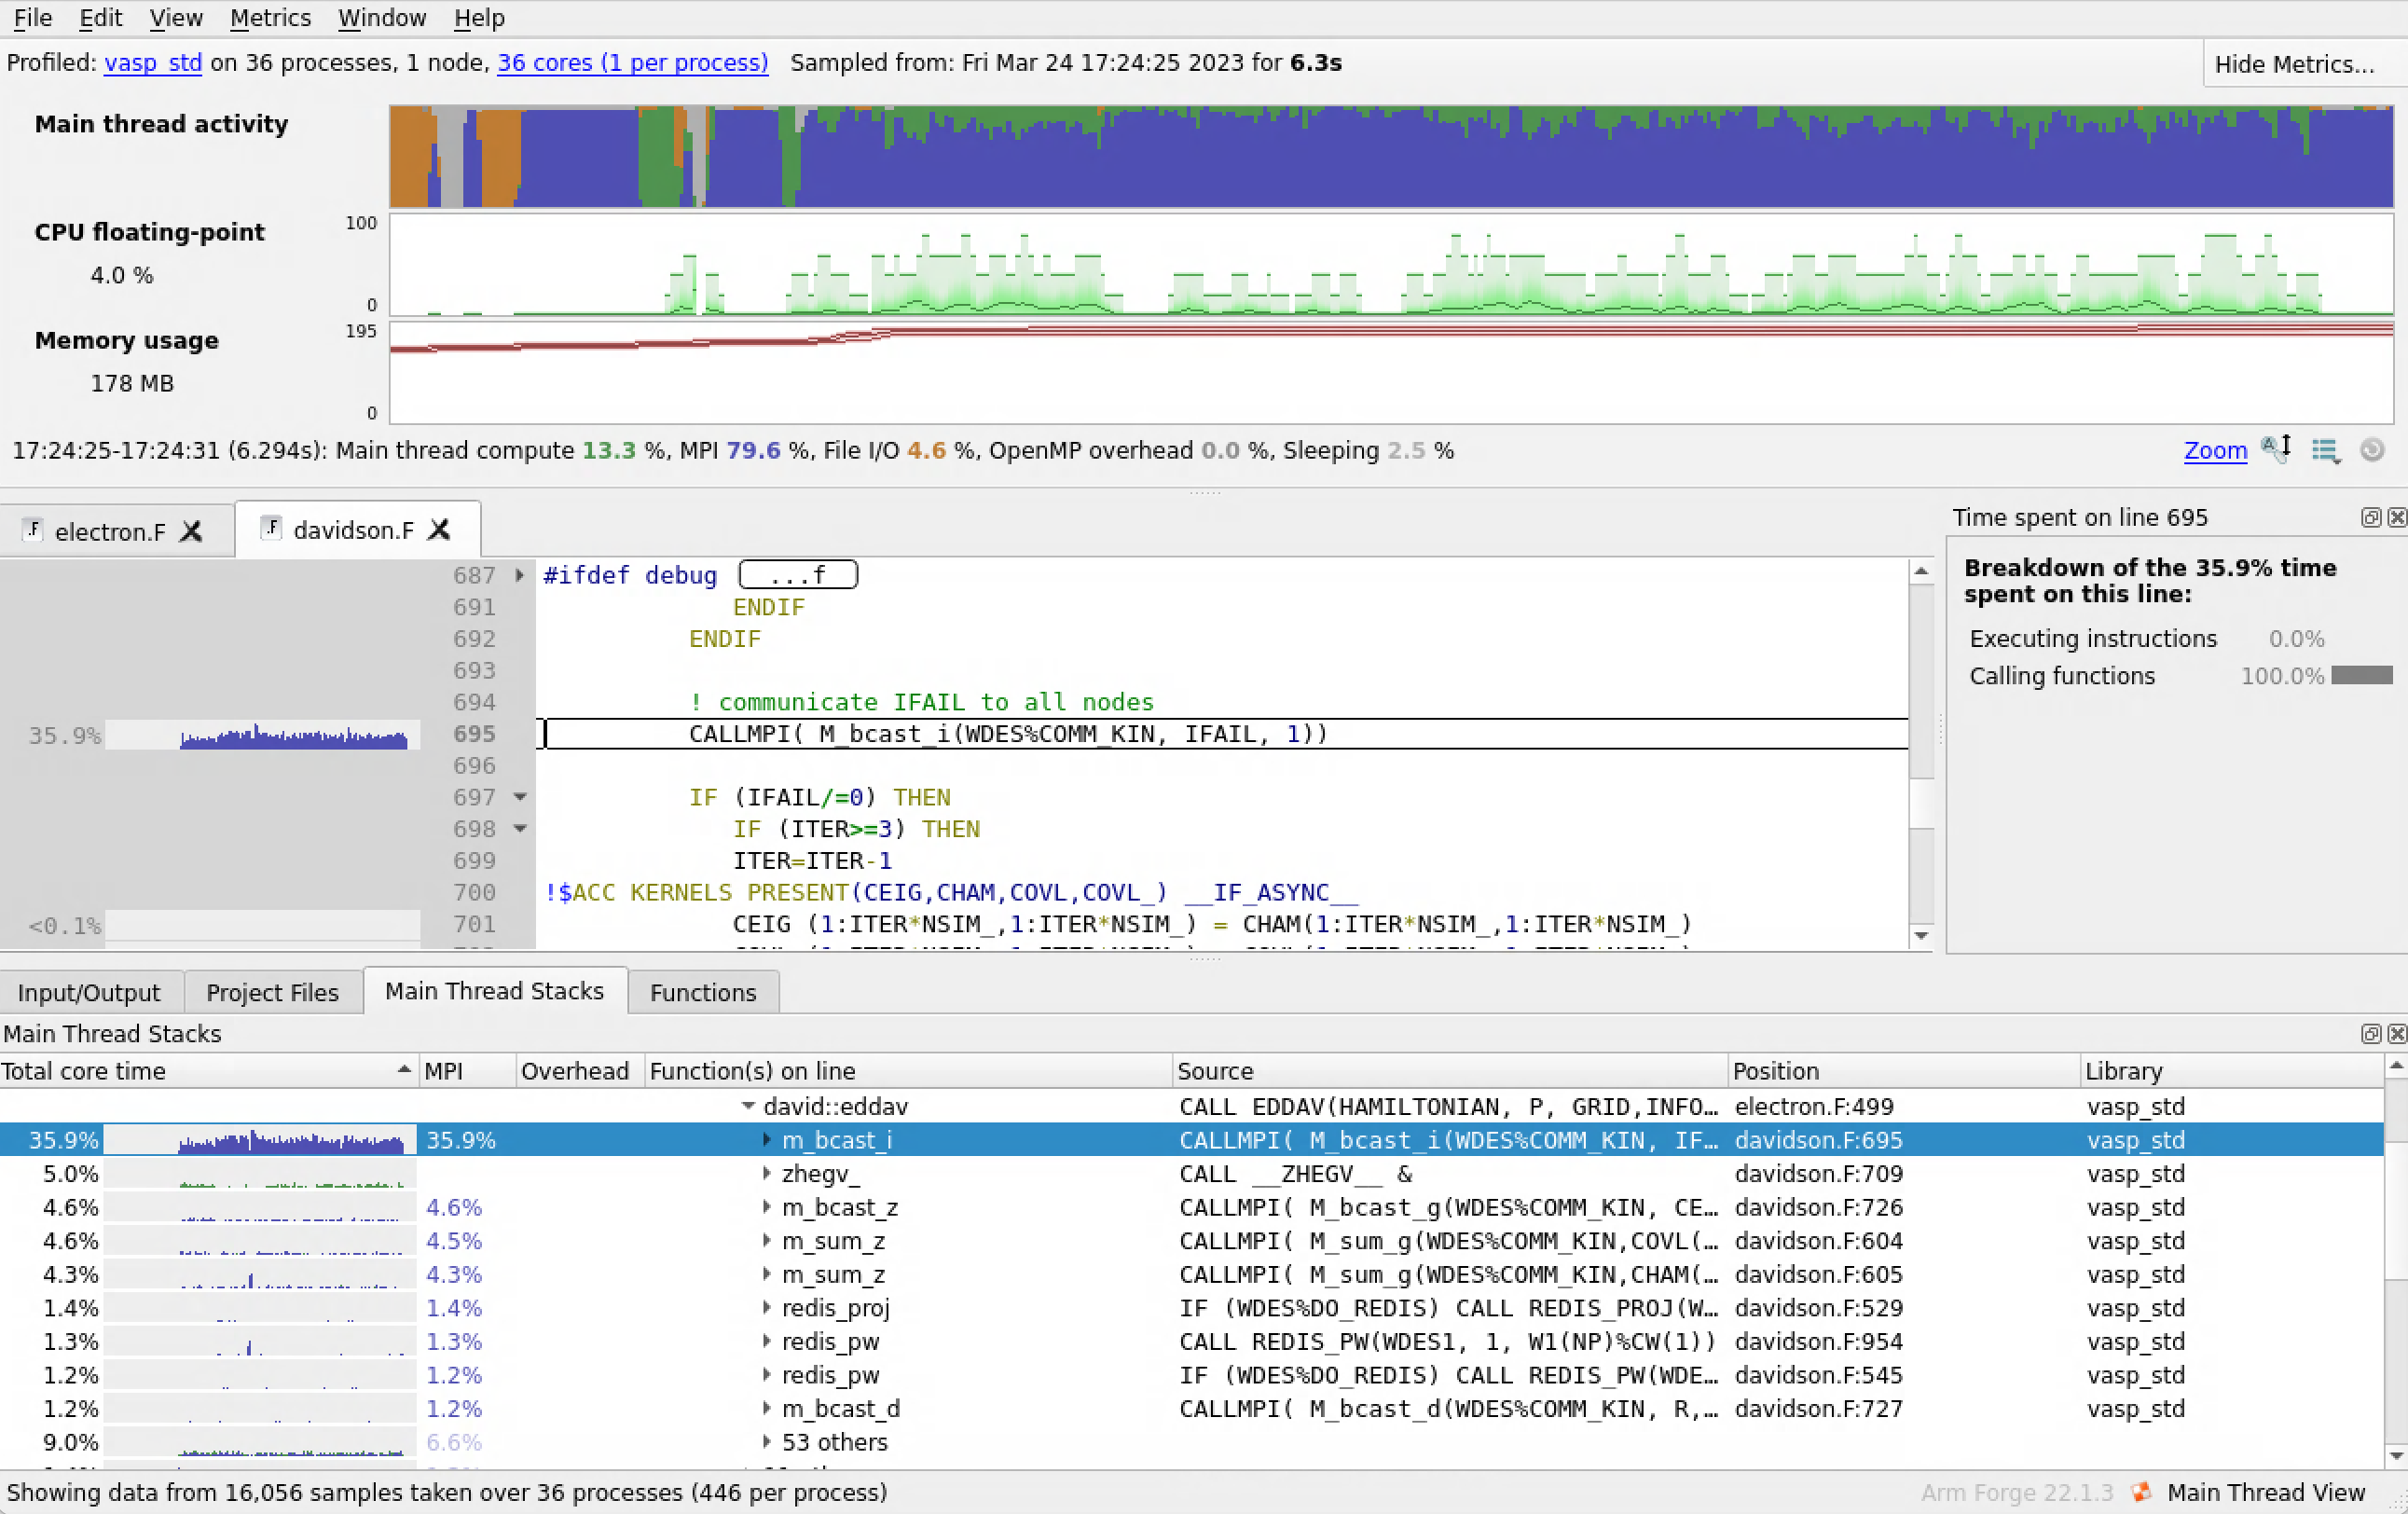 File Edit View Metrics Window Help
Profiled: vasp_std on 36 processes, 1 node, 36 cores (1 per process) Sampled from: Fri Mar 24 17:24:25 2023 for 6.3s Hide Metrics...
Main thread activity
CPU floating-point 100
4.0 %
0
Memory usage 195
178 MB
0
17:24:25-17:24:31 (6.294s): Main thread compute 13.3 %, MPI 79.6 %, File I/O 4.6 %, OpenMP overhead 0.0 %, Sleeping 2.5 % Zoom
electron.F davidson.F
Time spent on line 695
Breakdown of the 35.9% time
spent on this line:
Executing instructions 0.0%
Calling functions 100.0%
687 #ifdef debug ...f
691 ENDIF
692 ENDIF
693
694 ! communicate IFAIL to all nodes
35.9% 695 CALLMPI( M_bcast_i(WDES%COMM_KIN, IFAIL, 1))
696
697 IF (IFAIL/=0) THEN
698 IF (ITER>=3) THEN
699 ITER=ITER-1
700 !$ACC KERNELS PRESENT(CEIG,CHAM,COVL,COVL_) __IF_ASYNC__
<0.1% 701 CEIG (1:ITER*NSIM_,1:ITER*NSIM_) = CHAM(1:ITER*NSIM_,1:ITER*NSIM_)
Input/Output Project Files Main Thread Stacks Functions
Main Thread Stacks
Total core time MPI Overhead Function(s) on line Source Position Library
david::eddav CALL EDDAV(HAMILTONIAN, P, GRID,INFO… electron.F:499 vasp_std
35.9% 35.9% m_bcast_i CALLMPI( M_bcast_i(WDES%COMM_KIN, IF… davidson.F:695 vasp_std
5.0% zhegv_ CALL __ZHEGV__ & davidson.F:709 vasp_std
4.6% 4.6% m_bcast_z CALLMPI( M_bcast_g(WDES%COMM_KIN, CE… davidson.F:726 vasp_std
4.6% 4.5% m_sum_z CALLMPI( M_sum_g(WDES%COMM_KIN,COVL(… davidson.F:604 vasp_std
4.3% 4.3% m_sum_z CALLMPI( M_sum_g(WDES%COMM_KIN,CHAM(… davidson.F:605 vasp_std
1.4% 1.4% redis_proj IF (WDES%DO_REDIS) CALL REDIS_PROJ(W… davidson.F:529 vasp_std
1.3% 1.3% redis_pw CALL REDIS_PW(WDES1, 1, W1(NP)%CW(1)) davidson.F:954 vasp_std
1.2% 1.2% redis_pw IF (WDES%DO_REDIS) CALL REDIS_PW(WDE… davidson.F:545 vasp_std
1.2% 1.2% m_bcast_d CALLMPI( M_bcast_d(WDES%COMM_KIN, R,… davidson.F:727 vasp_std
9.0% 6.6% 53 others
Showing data from 16,056 samples taken over 36 processes (446 per process) Arm Forge 22.1.3 Main Thread View